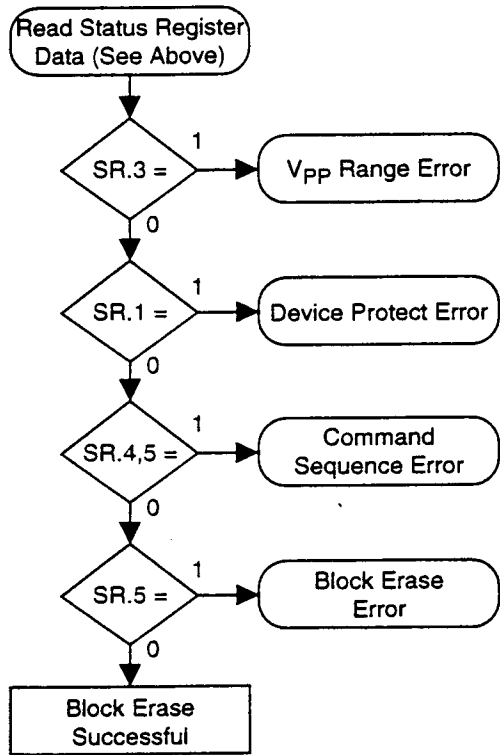 Read Status Register
Data (See Above)
SR.3 =
1
VPP Range Error
0
SR.1 =
1
Device Protect Error
0
SR.4,5 =
1
Command
Sequence Error
0
SR.5 =
1
Block Erase
Error
0
Block Erase
Successful